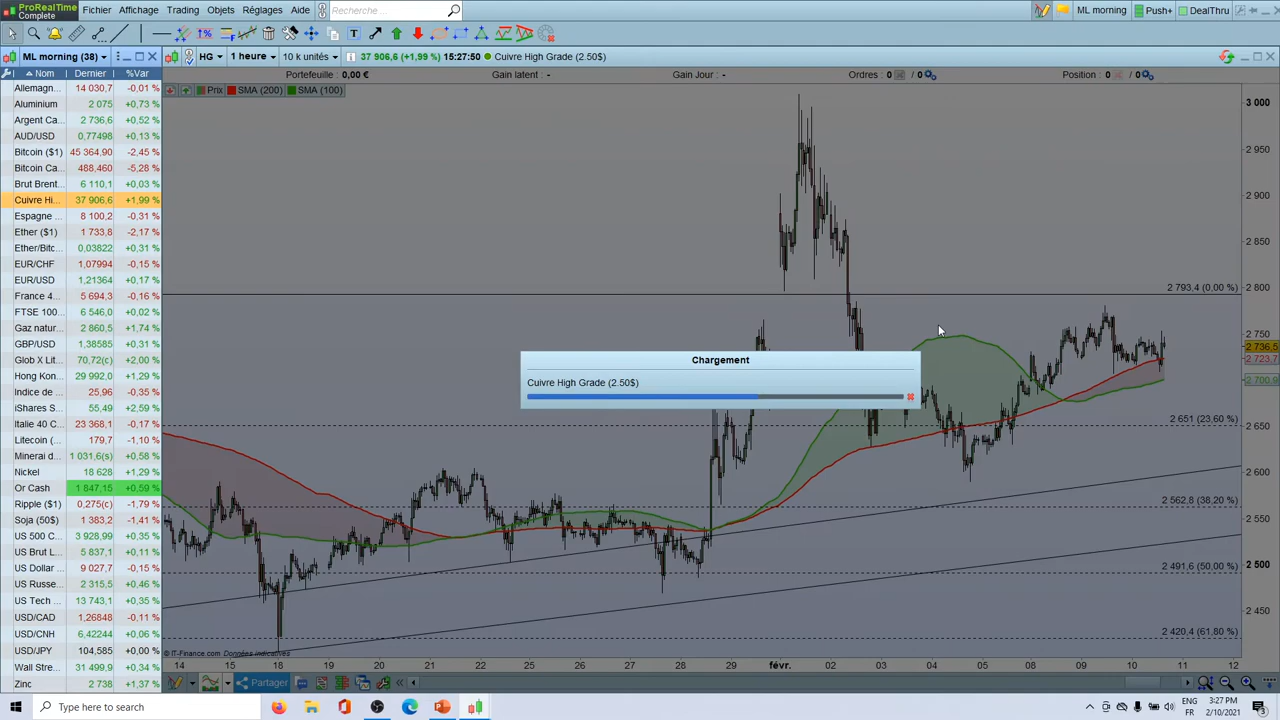 ProRealTime
Complete
Fichier Affichage Trading Objets Réglages Aide
Recherche ...
ML morning Push+ DealThru
ML morning (38)
HG 1 heure 10 k unités 37 906,6 (+1,99 %) 15:27:50 Cuivre High Grade (2.50$)
Nom Dernier %Var
Portefeuille : 0,00 € Gain latent : - Gain Jour : - Ordres : 0 / 0 Position : 0 / 0
Prix SMA (200) SMA (100)
Allemagn... 14 030,7 -0,01 %
Aluminium 2 075 +0,73 %
Argent Ca... 2 736,6 +0,52 %
AUD/USD 0,77498 +0,13 %
Bitcoin ($1) 45 364,90 -2,45 %
Bitcoin Ca... 488,460 -5,28 %
Brut Brent... 6 110,1 +0,03 %
Cuivre Hi... 37 906,6 +1,99 %
Espagne ... 8 100,2 -0,31 %
Ether ($1) 1 733,8 -2,17 %
Ether/Bitc... 0,03822 +0,31 %
EUR/CHF 1,07994 -0,15 %
EUR/USD 1,21364 +0,17 %
France 4... 5 694,3 -0,16 %
FTSE 100... 6 546,6 +0,02 %
Gaz natur... 2 860,5 +1,74 %
GBP/USD 1,38585 +0,31 %
Glob X Lit... 70,72(c) +2,00 %
Hong Kon... 29 992,0 +1,29 %
Indice de ... 25,96 -0,35 %
iShares S... 55,49 +2,59 %
Italie 40 C... 23 368,1 -0,17 %
Litecoin (... 179,7 -1,10 %
Minerai d... 1 031,6(s) +0,58 %
Nickel 18 628 +1,29 %
Or Cash 1 847,15 +0,59 %
Ripple ($1) 0,275(c) -1,79 %
Soja (50$) 1 383,2 -1,41 %
US 500 C... 3 928,99 +0,35 %
US Brut L... 5 837,1 +0,11 %
US Dollar ... 9 027,7 -0,15 %
US Russe... 2 315,5 +0,46 %
US Tech ... 13 743,1 +0,35 %
USD/CAD 1,26848 -0,11 %
USD/CNH 6,42244 +0,06 %
USD/JPY 104,585 +0,00 %
Wall Stre... 31 499,9 +0,34 %
Zinc 2 738 +1,37 %
3 000
2 950
2 900
2 850
2 800
2 793,4 (0,00 %)
2 750
2 736,5
2 723,7
2 700,9
2 650
2 651 (23,60 %)
2 600
2 562,8 (38,20 %)
2 550
2 500
2 491,6 (50,00 %)
2 450
2 420,4 (61,80 %)
Chargement
Cuivre High Grade (2.50$)
© IT-Finance.com Données indicatives
14 15 18 19 20 21 22 25 26 27 28 29 févr. 02 03 04 05 08 09 10 11 12
Partager
Type here to search
ENG
FR
3:27 PM
2/10/2021
3